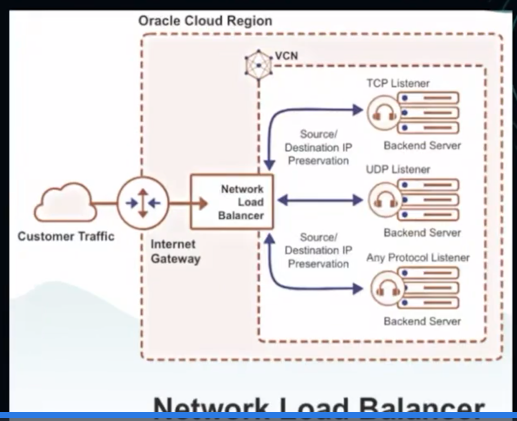 Oracle Cloud Region
VCN
TCP Listener
Source/
Destination IP
Preservation
Backend Server
UDP Listener
Network
Load
Balancer
Customer Traffic
Internet
Gateway
Backend Server
Source/
Destination IP
Preservation
Any Protocol Listener
Backend Server
Network Load Balancer